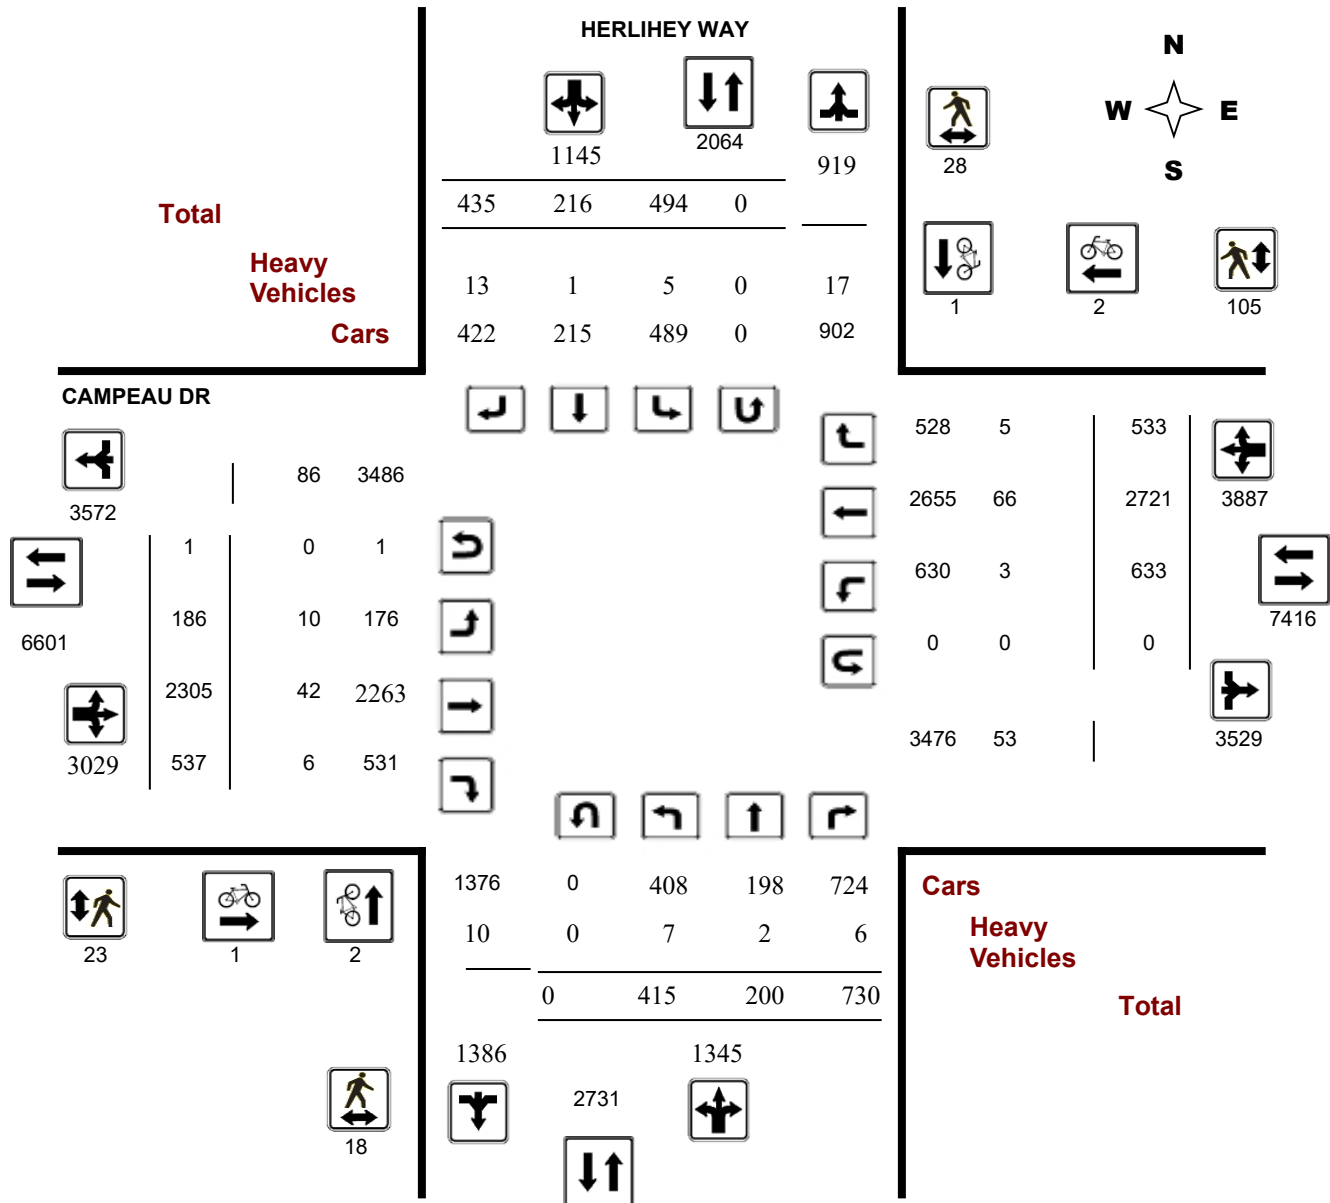 HERLIHEY WAY
N
W E
S
1145 2064 919 28
Total 435 216 494 0
Heavy
Vehicles 13 1 5 0 17
Cars 422 215 489 0 902
1 2 105
CAMPEAU DR
528 5 533
86 3486
3572
2655 66 2721 3887
1 0 1
630 3 633
7416
186 10 176
6601
0 0 0
2305 42 2263
3476 53 3529
3029 537 6 531
1376 0 408 198 724 Cars
10 0 7 2 6 Heavy
Vehicles
23 1 2
0 415 200 730 Total
1386 1345
2731
18